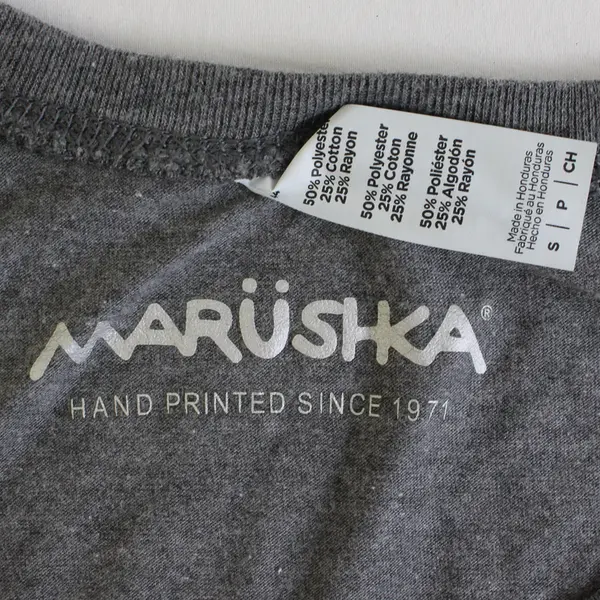 50% Polyester
25% Cotton
25% Rayon
50% Polyester
25% Coton
25% Rayonne
50% Poliéster
25% Algodón
25% Rayón
Made in Honduras
Fabriqué au Honduras
Hecho en Honduras
S | P | CH
MARÜSHKA®
HAND PRINTED SINCE 1971